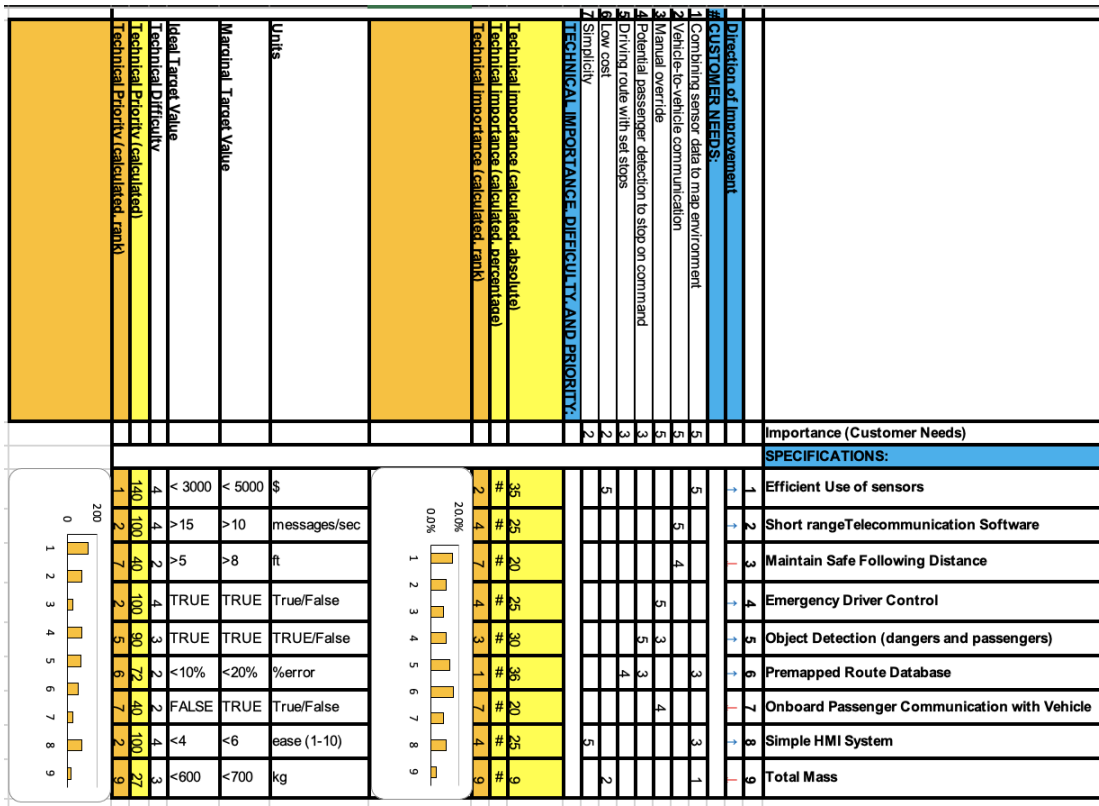 Importance (Customer Needs)
SPECIFICATIONS:
Efficient Use of sensors
Short rangeTelecommunication Software
Maintain Safe Following Distance
Emergency Driver Control
Object Detection (dangers and passengers)
Premapped Route Database
Onboard Passenger Communication with Vehicle
Simple HMI System
Total Mass
1 2 3 4 5 6 7 8 9
Direction of Improvement ↑ ↑ — ↑ ↑ ↑ — ↑ —
# CUSTOMER NEEDS:
1 Combining sensor data to map environment 5 5 3 3 1
2 Vehicle-to-vehicle communication 5 5 4
3 Manual override 5 5 3 4
4 Potential passenger detection to stop on command 3 5 3
5 Driving route with set stops 3 4
6 Low cost 2 5 2
7 Simplicity 2 5
TECHNICAL IMPORTANCE, DIFFICULTY, AND PRIORITY:
Technical importance (calculated, absolute) 35 25 20 25 30 36 20 25 9
Technical importance (calculated, percentage) # # # # # # # # #
Technical importance (calculated, rank) 2 4 7 4 3 1 7 4 9
20.0%
0.0%
1 2 3 4 5 6 7 8 9
Units $ messages/sec ft True/False TRUE/False %error True/False ease (1-10) kg
Marginal Target Value < 5000 >10 >8 TRUE TRUE <20% TRUE <6 <700
Ideal Target Value < 3000 >15 >5 TRUE TRUE <10% FALSE <4 <600
Technical Difficulty 4 4 2 4 3 2 2 4 3
Technical Priority (calculated) 140 100 40 100 90 72 40 100 27
Technical Priority (calculated, rank) 1 2 7 2 5 6 7 2 9
200
0
1 2 3 4 5 6 7 8 9